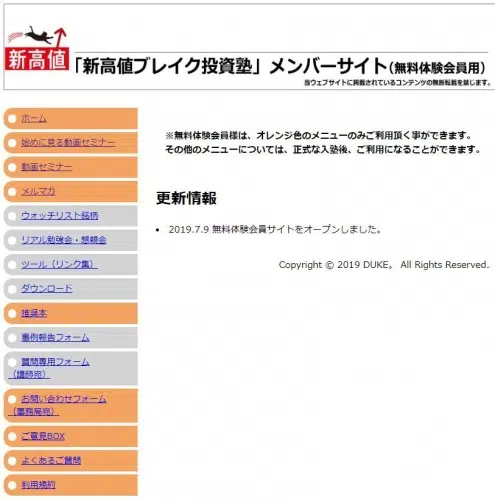 新高値
「新高値ブレイク投資塾」メンバーサイト(無料体験会員用)
当ウェブサイトに掲載されているコンテンツの無断転載を禁じます。
ホーム
始めに見る動画セミナー
動画セミナー
メルマガ
ウォッチリスト銘柄
リアル勉強会・懇親会
ツール（リンク集）
ダウンロード
推奨本
事例報告フォーム
質問専用フォーム
（講師宛）
お問い合わせフォーム
（事務局宛）
ご意見BOX
よくあるご質問
利用規約
※無料体験会員様は、オレンジ色のメニューのみご利用頂く事ができます。
その他のメニューについては、正式な入塾後、ご利用になることができます。
更新情報
• 2019.7.9 無料体験会員サイトをオープンしました。
Copyright © 2019 DUKE。 All Rights Reserved.